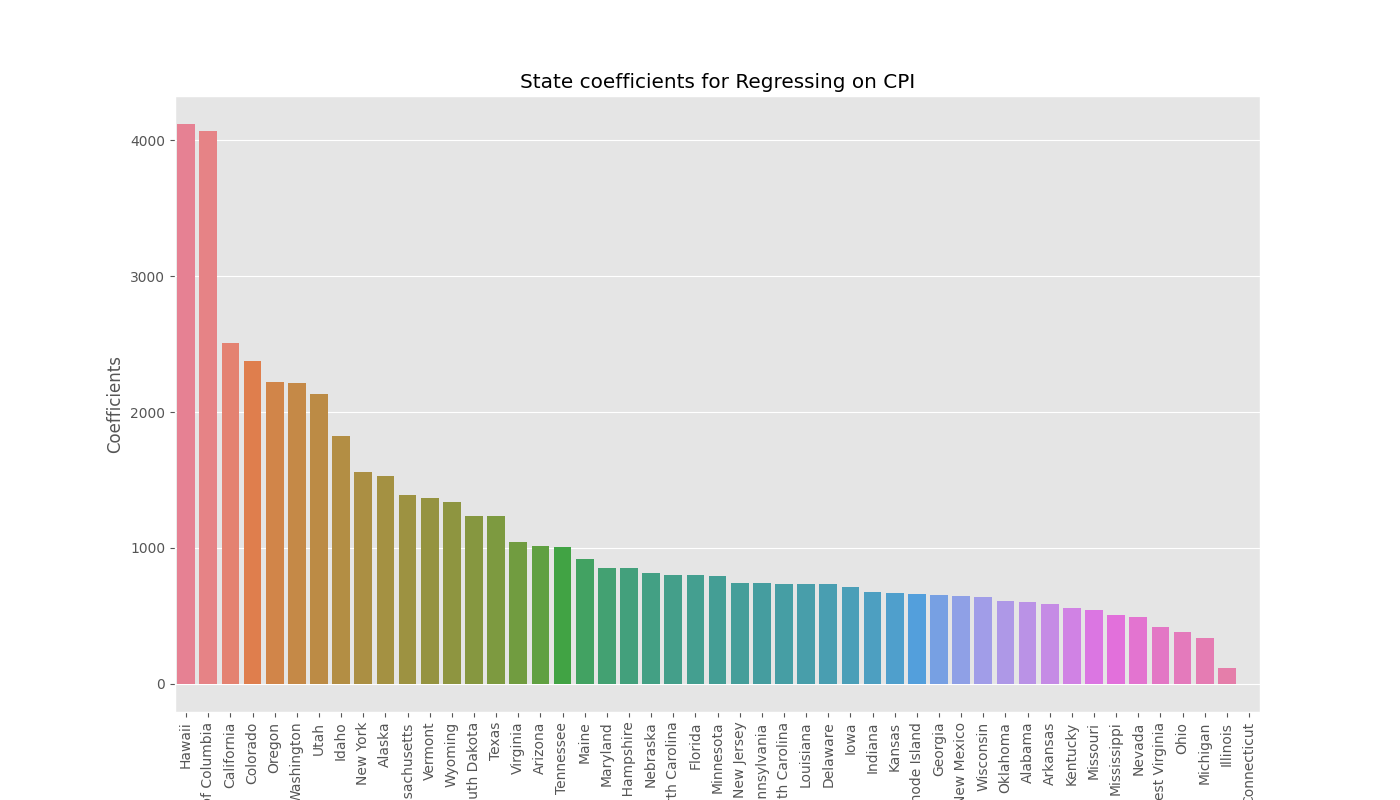 State coefficients for Regressing on CPI
Coefficients
4000
3000
2000
1000
0
Hawaii
of Columbia
California
Colorado
Oregon
Washington
Utah
Idaho
New York
Alaska
sachusetts
Vermont
Wyoming
uth Dakota
Texas
Virginia
Arizona
Tennessee
Maine
Maryland
Hampshire
Nebraska
th Carolina
Florida
Minnesota
New Jersey
nnsylvania
th Carolina
Louisiana
Delaware
Iowa
Indiana
Kansas
hode Island
Georgia
New Mexico
Wisconsin
Oklahoma
Alabama
Arkansas
Kentucky
Missouri
Mississippi
Nevada
est Virginia
Ohio
Michigan
Illinois
Connecticut